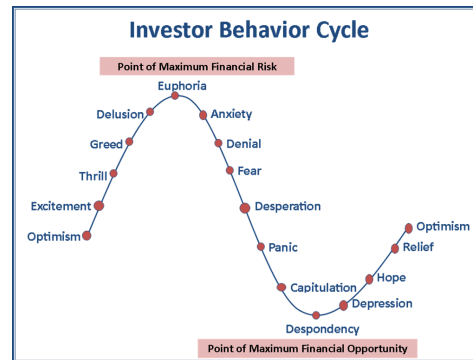 Investor Behavior Cycle
Point of Maximum Financial Risk
Euphoria
Delusion
Anxiety
Greed
Denial
Thrill
Fear
Excitement
Desperation
Optimism
Optimism
Panic
Relief
Hope
Capitulation
Depression
Despondency
Point of Maximum Financial Opportunity